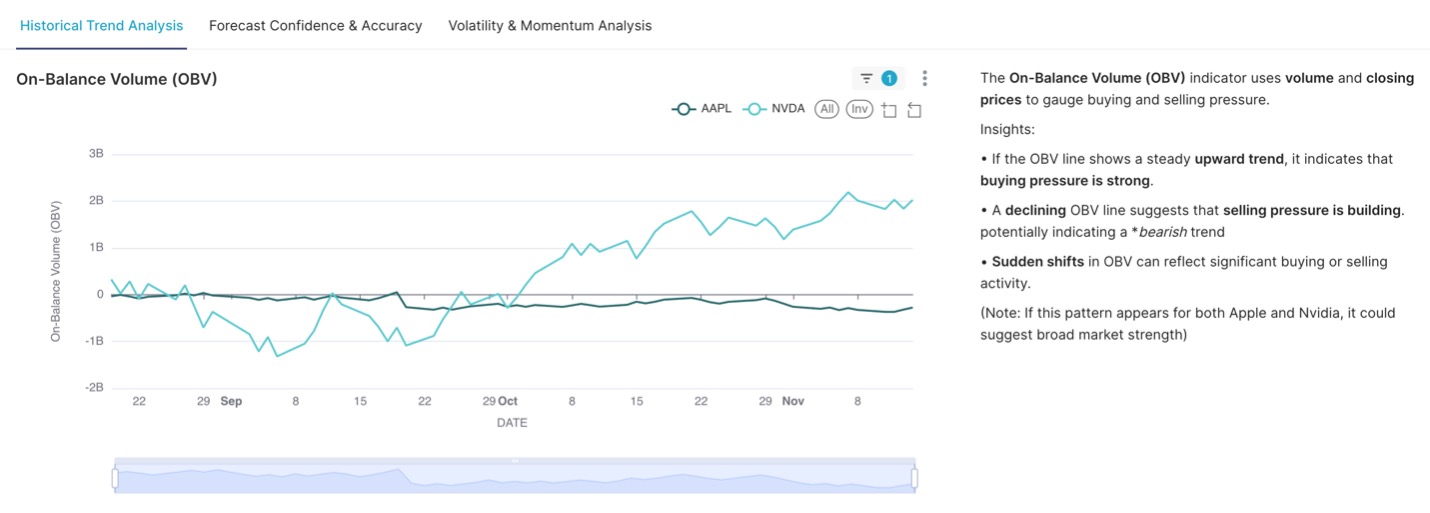 Historical Trend Analysis Forecast Confidence & Accuracy Volatility & Momentum Analysis
On-Balance Volume (OBV)
1
AAPL NVDA All Inv
3B
2B
1B
0
-1B
-2B
On-Balance Volume (OBV)
22 29 Sep 8 15 22 29 Oct 8 15 22 29 Nov 8
DATE
The On-Balance Volume (OBV) indicator uses volume and closing
prices to gauge buying and selling pressure.
Insights:
• If the OBV line shows a steady upward trend, it indicates that
buying pressure is strong.
• A declining OBV line suggests that selling pressure is building.
potentially indicating a *bearish trend
• Sudden shifts in OBV can reflect significant buying or selling
activity.
(Note: If this pattern appears for both Apple and Nvidia, it could
suggest broad market strength)